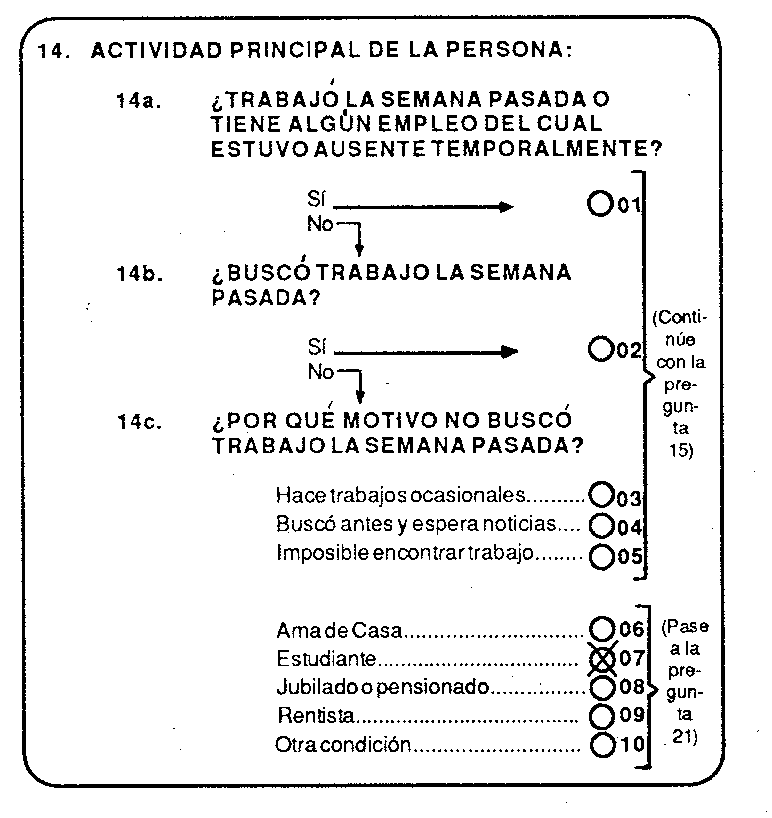 14. ACTIVIDAD PRINCIPAL DE LA PERSONA:
14a. ¿TRABAJÓ LA SEMANA PASADA O
TIENE ALGÚN EMPLEO DEL CUAL
ESTUVO AUSENTE TEMPORALMENTE?
Sí 01
No
14b. ¿BUSCÓ TRABAJO LA SEMANA
PASADA?
Sí 02
No
14c. ¿POR QUÉ MOTIVO NO BUSCÓ
TRABAJO LA SEMANA PASADA?
Hace trabajos ocasionales.......... 03
Buscó antes y espera noticias.... 04
Imposible encontrar trabajo........ 05
(Conti-
núe
con la
pre-
gun-
ta
15)
Ama de Casa............................ 06
Estudiante................................ 07
Jubilado o pensionado.............. 08
Rentista.................................... 09
Otra condición.......................... 10
(Pase
a la
pre-
gun-
ta
21)